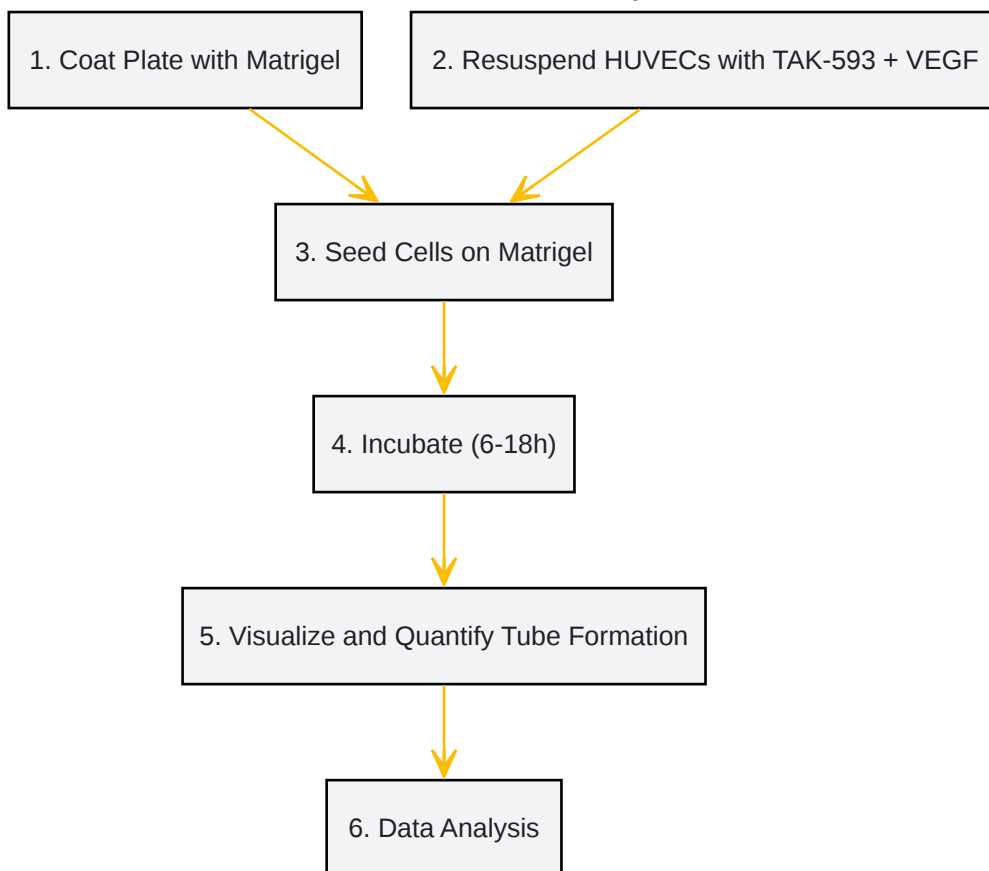 1. Coat Plate with Matrigel
2. Resuspend HUVECs with TAK-593 + VEGF
3. Seed Cells on Matrigel
4. Incubate (6-18h)
5. Visualize and Quantify Tube Formation
6. Data Analysis